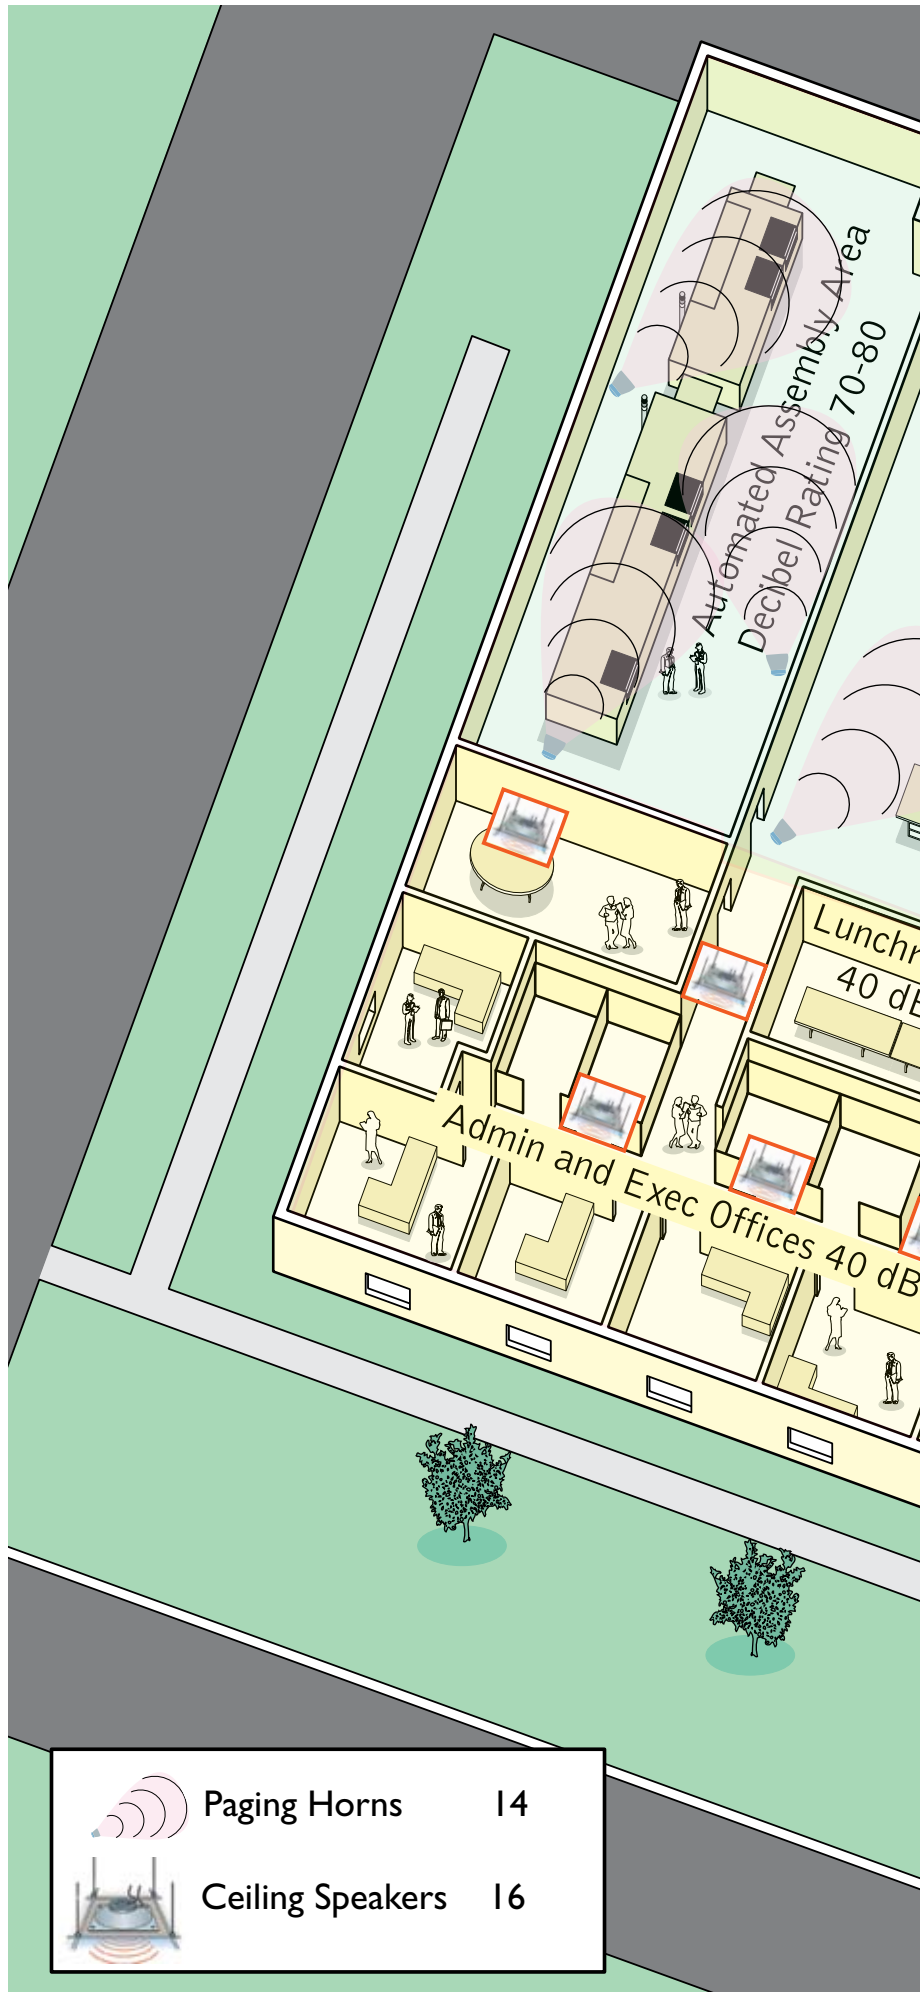 Automated Assembly Area
Decibel Rating 70-80
40
Admin and Exec Offices 40 dB
Paging Horns 14
Ceiling Speakers 16